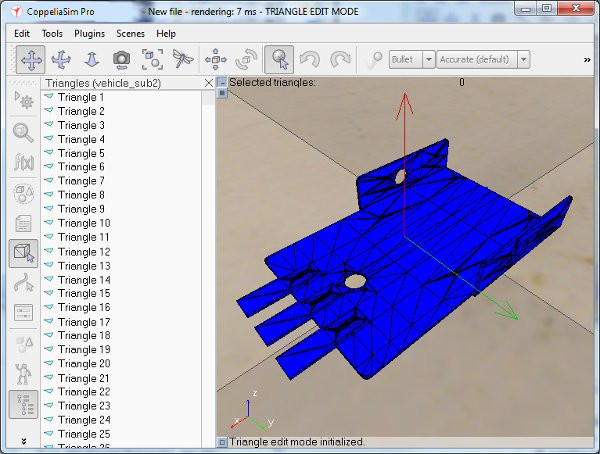 CoppeliaSim Pro
New file - rendering: 7 ms - TRIANGLE EDIT MODE
Edit Tools Plugins Scenes Help
Bullet
Accurate (default)
»
Triangles (vehicle_sub2)
Triangle 1
Triangle 2
Triangle 3
Triangle 4
Triangle 5
Triangle 6
Triangle 7
Triangle 8
Triangle 9
Triangle 10
Triangle 11
Triangle 12
Triangle 13
Triangle 14
Triangle 15
Triangle 16
Triangle 17
Triangle 18
Triangle 19
Triangle 20
Triangle 21
Triangle 22
Triangle 23
Triangle 24
Triangle 25
Selected triangles: 0
f(x)
z
x
y
Triangle edit mode initialized.